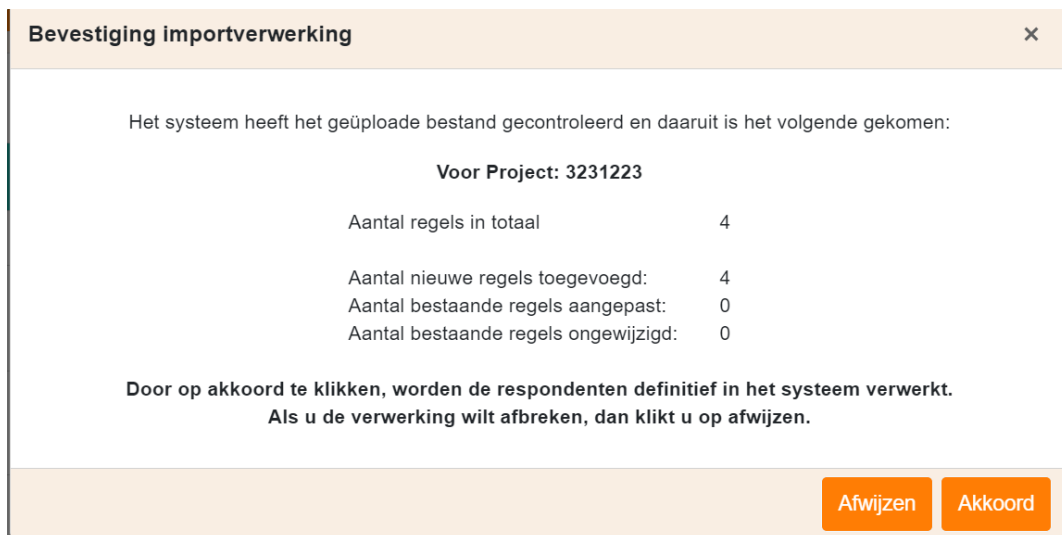 Bevestiging importverwerking ×
Het systeem heeft het geüploade bestand gecontroleerd en daaruit is het volgende gekomen:
Voor Project: 3231223
Aantal regels in totaal 4
Aantal nieuwe regels toegevoegd: 4
Aantal bestaande regels aangepast: 0
Aantal bestaande regels ongewijzigd: 0
Door op akkoord te klikken, worden de respondenten definitief in het systeem verwerkt.
Als u de verwerking wilt afbreken, dan klikt u op afwijzen.
Afwijzen Akkoord